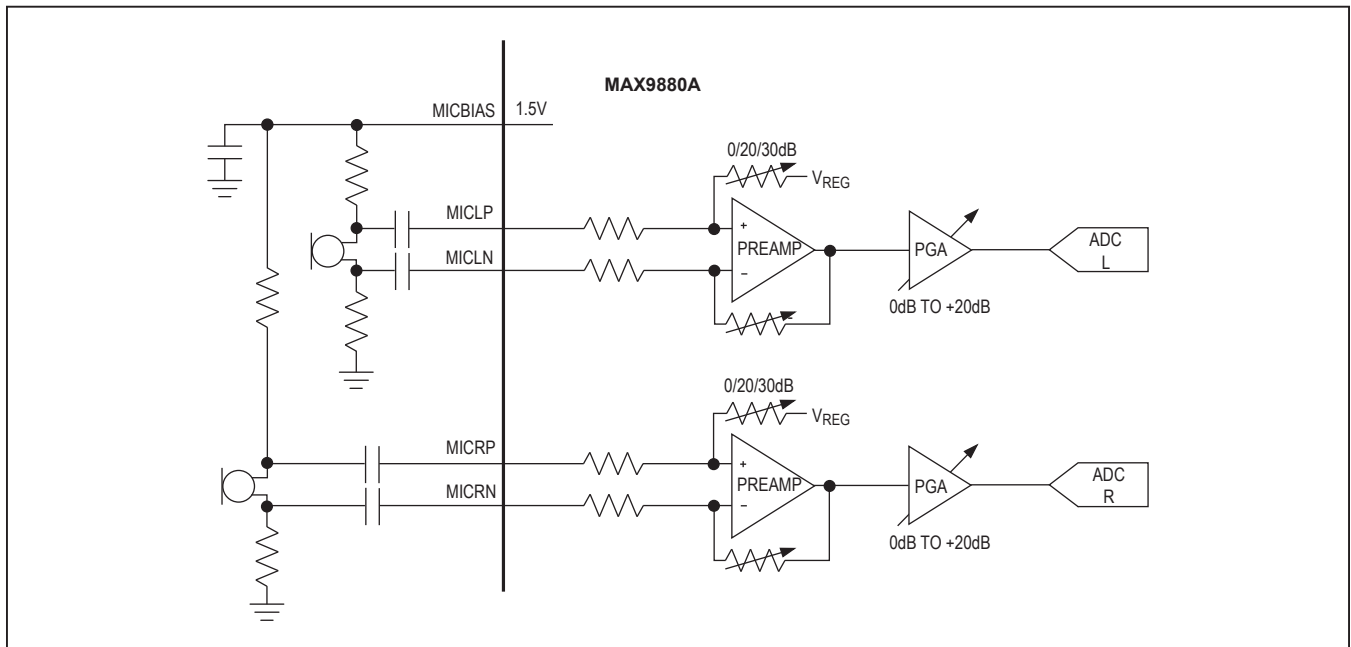 MAX9880A
MICBIAS 1.5V
0/20/30dB
VREG
MICLP
+
PREAMP
PGA
ADC
L
MICLN
−
0dB TO +20dB
0/20/30dB
VREG
MICRP
+
PREAMP
PGA
ADC
R
MICRN
−
0dB TO +20dB